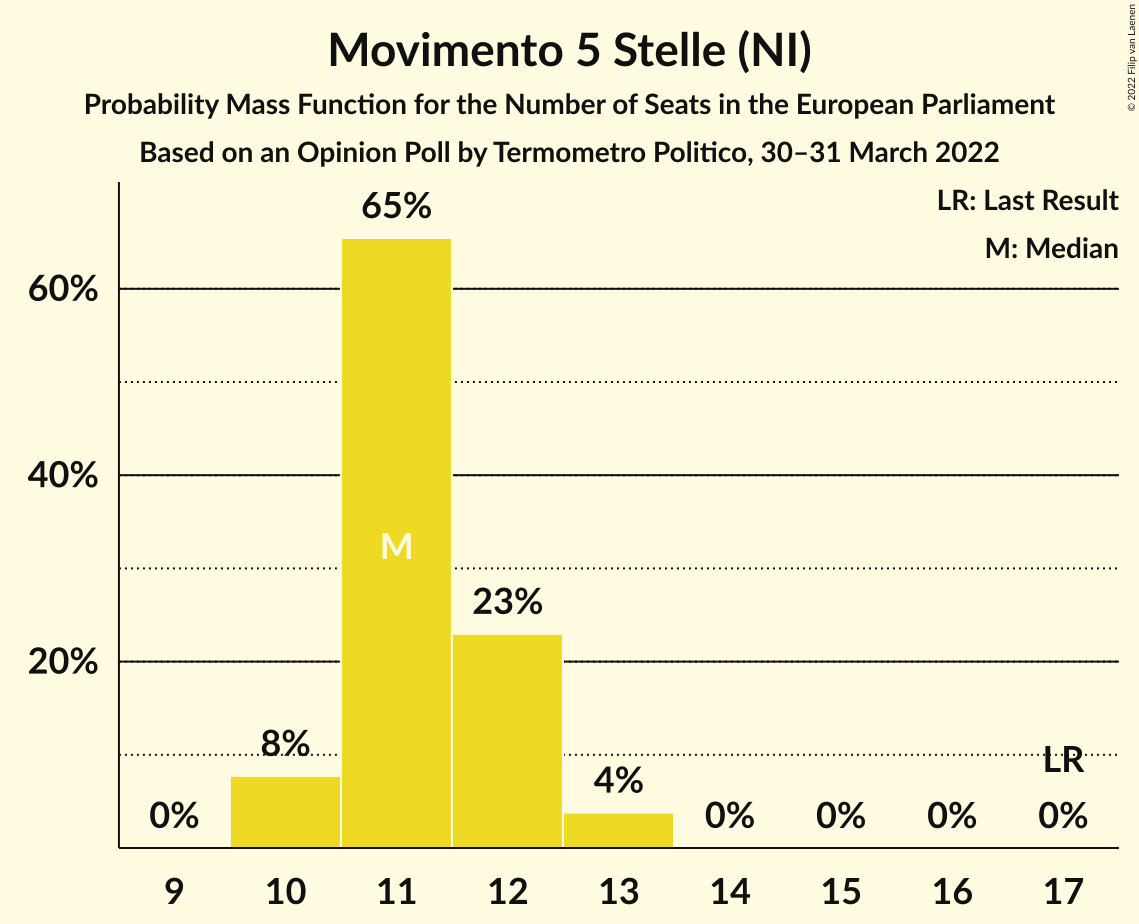 Movimento 5 Stelle (NI)
Probability Mass Function for the Number of Seats in the European Parliament
Based on an Opinion Poll by Termometro Politico, 30–31 March 2022
© 2022 Filip van Laenen
LR: Last Result
M: Median
65%
60%
40%
M
23%
20%
8%
4%
LR
0%
0%
0%
0%
0%
9 10 11 12 13 14 15 16 17